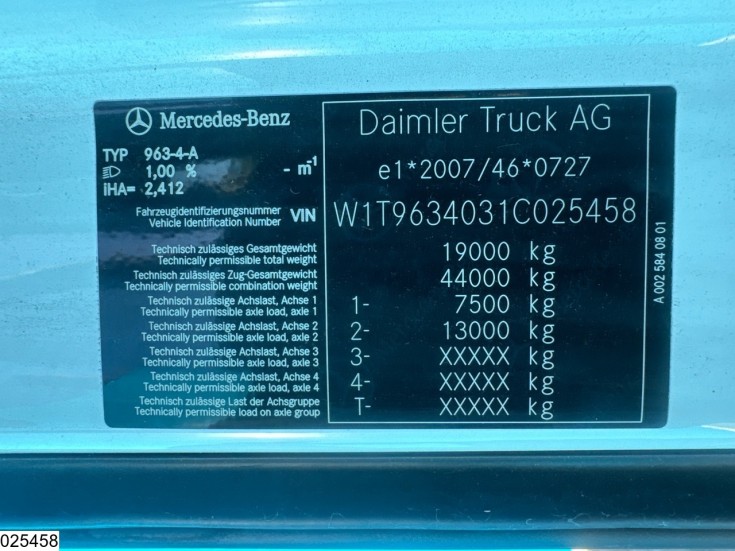 Mercedes-Benz
Daimler Truck AG
TYP 963-4-A
1,00 % - m-1
iHA= 2,412
e1*2007/46*0727
Fahrzeugidentifizierungsnummer
Vehicle Identification Number VIN W1T9634031C025458
Technisch zulässiges Gesamtgewicht
Technically permissible total weight 19000 kg
Technisch zulässiges Zug-Gesamtgewicht
Technically permissible combination weight 44000 kg
Technisch zulässige Achslast, Achse 1
Technically permissible axle load, axle 1 1- 7500 kg
Technisch zulässige Achslast, Achse 2
Technically permissible axle load, axle 2 2- 13000 kg
Technisch zulässige Achslast, Achse 3
Technically permissible axle load, axle 3 3- XXXXX kg
Technisch zulässige Achslast, Achse 4
Technically permissible axle load, axle 4 4- XXXXX kg
Technisch zulässige Last der Achsgruppe
Technically permissible load on axle group T- XXXXX kg
A 002 584 08 01
025458